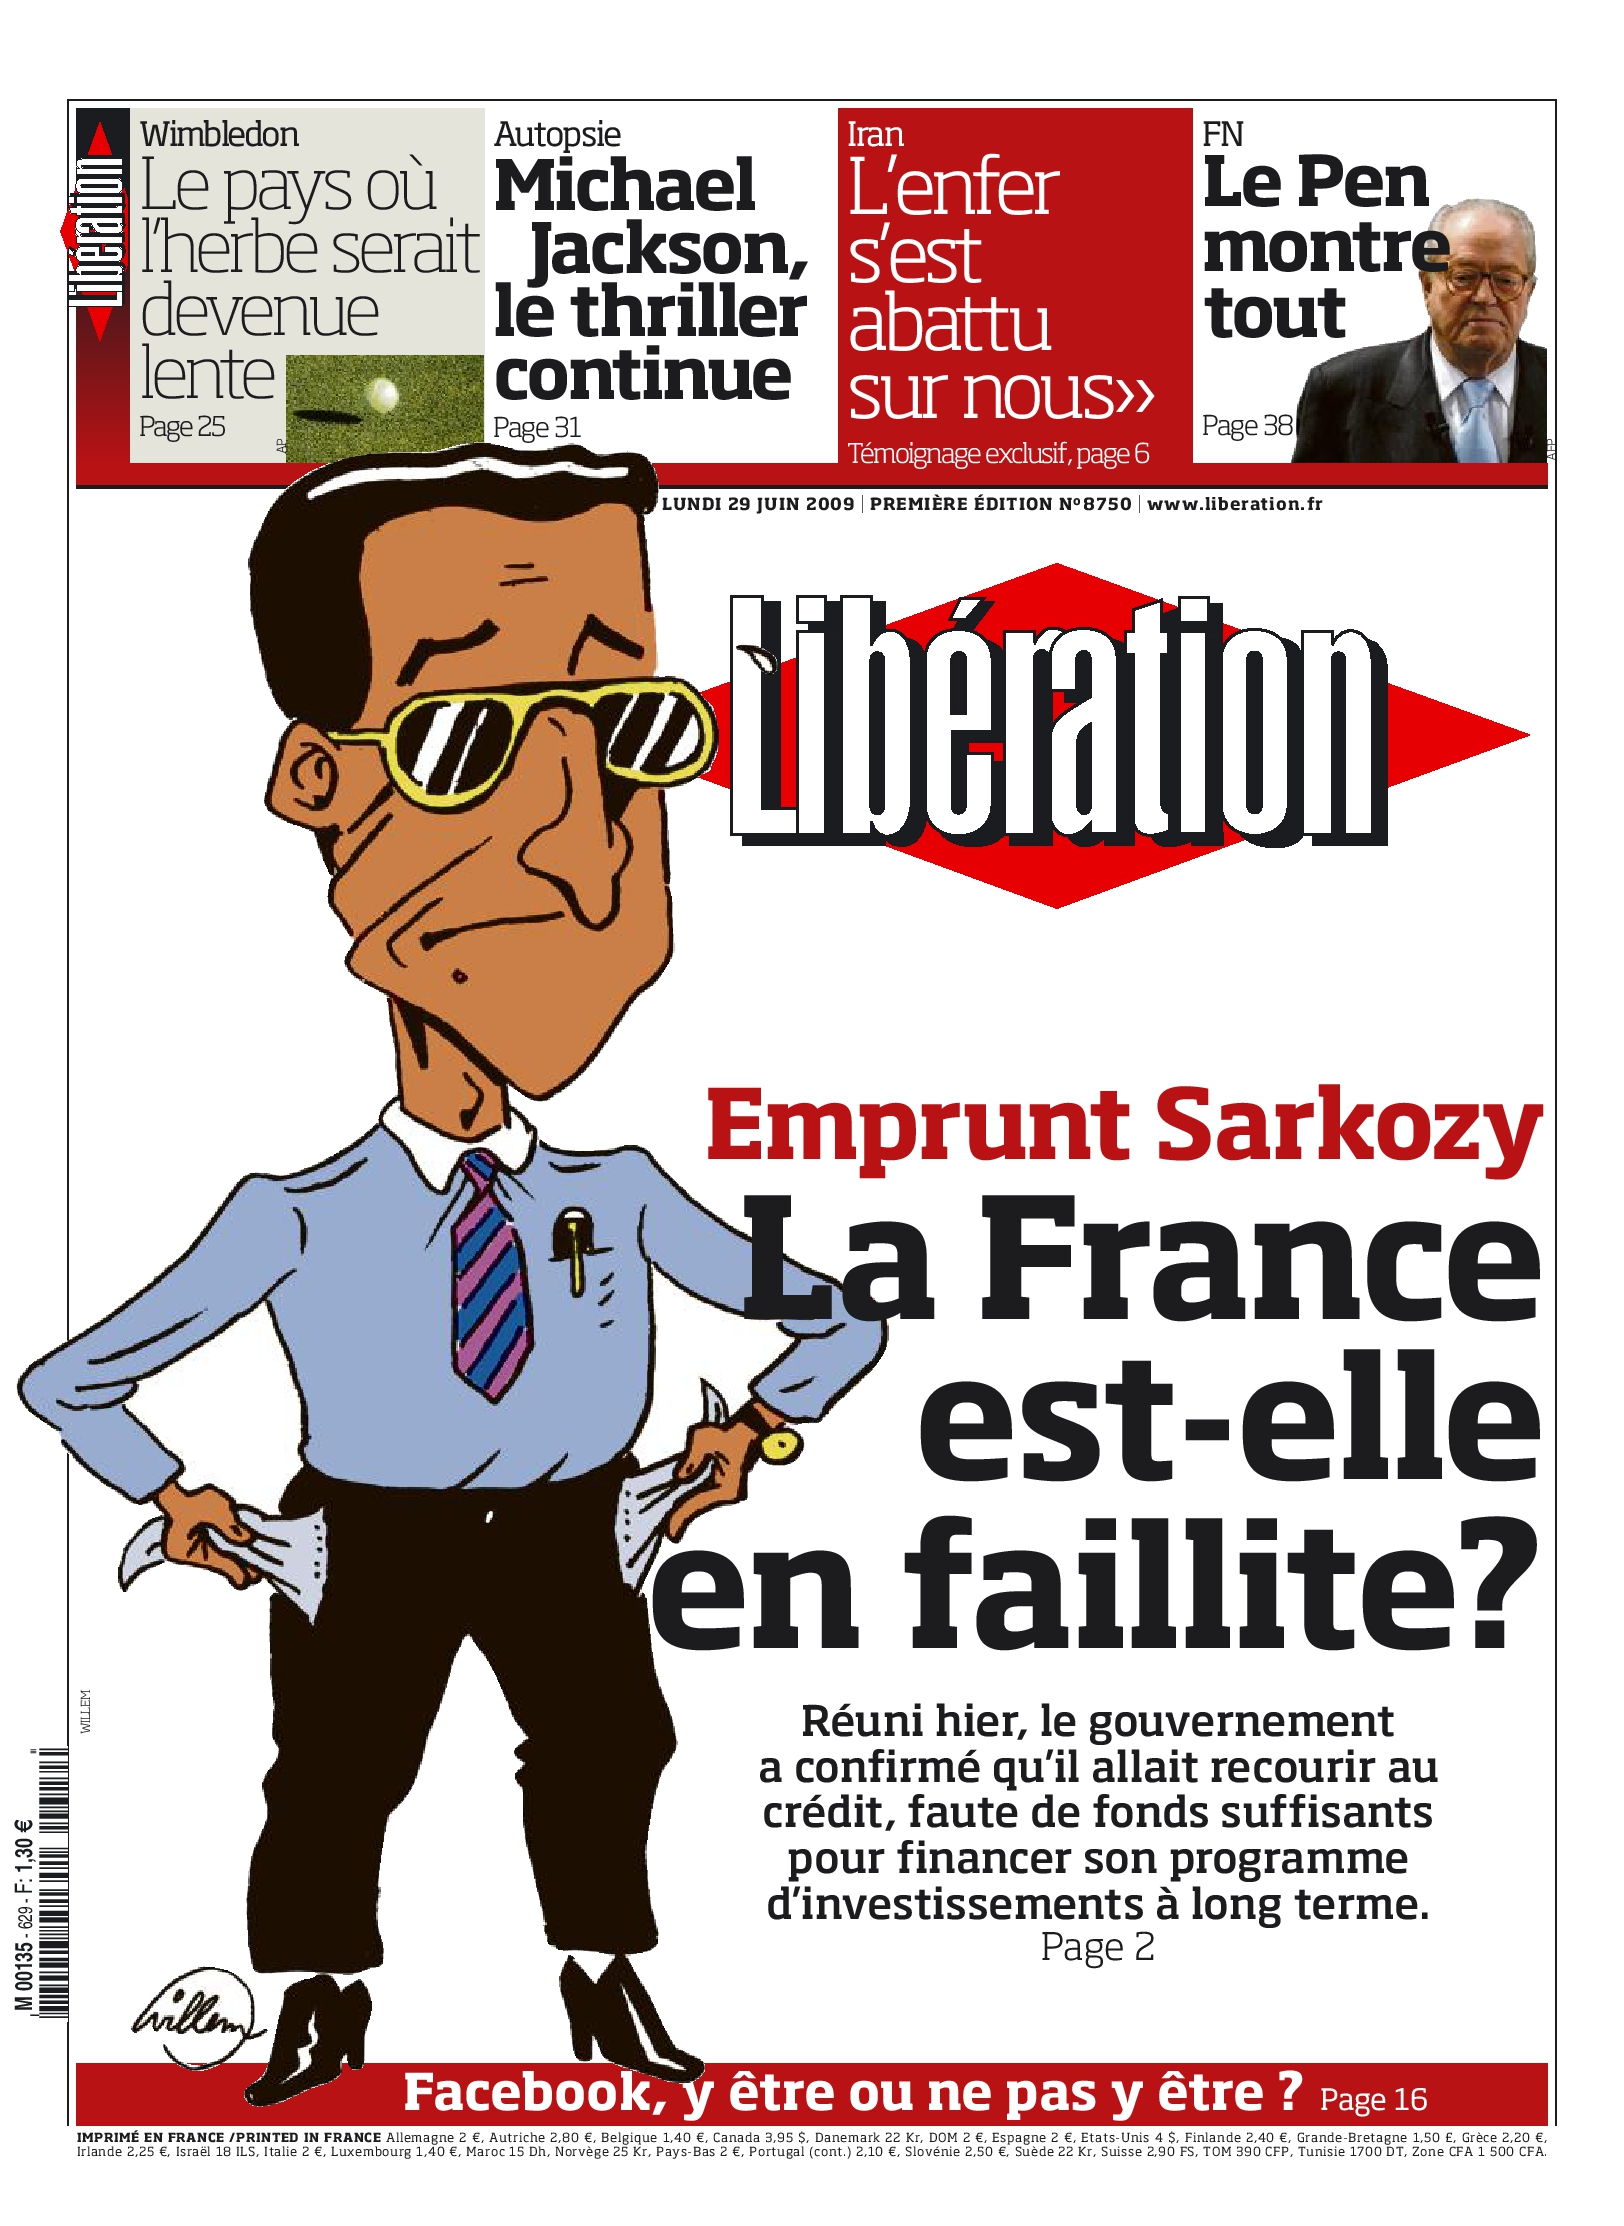 Libération
Wimbledon
Le pays où
l’herbe serait
devenue
lente
Page 25
AP
Autopsie
Michael
Jackson,
le thriller
continue
Page 31
Iran
L’enfer
s’est
abattu
sur nous»
Témoignage exclusif, page 6
FN
Le Pen
montre
tout
Page 38
AFP
LUNDI 29 JUIN 2009 | PREMIÈRE ÉDITION Nº8750 | www.liberation.fr
Libération
Emprunt Sarkozy
La France
est-elle
en faillite?
Réuni hier, le gouvernement
a confirmé qu’il allait recourir au
crédit, faute de fonds suffisants
pour financer son programme
d’investissements à long terme.
Page 2
WILLEM
M 00135 - 629 - F: 1,30 €
Willem
Facebook, y être ou ne pas y être ? Page 16
IMPRIMÉ EN FRANCE /PRINTED IN FRANCE Allemagne 2 €, Autriche 2,80 €, Belgique 1,40 €, Canada 3,95 $, Danemark 22 Kr, DOM 2 €, Espagne 2 €, Etats-Unis 4 $, Finlande 2,40 €, Grande-Bretagne 1,50 £, Grèce 2,20 €,
Irlande 2,25 €, Israël 18 ILS, Italie 2 €, Luxembourg 1,40 €, Maroc 15 Dh, Norvège 25 Kr, Pays-Bas 2 €, Portugal (cont.) 2,10 €, Slovénie 2,50 €, Suède 22 Kr, Suisse 2,90 FS, TOM 390 CFP, Tunisie 1700 DT, Zone CFA 1 500 CFA.